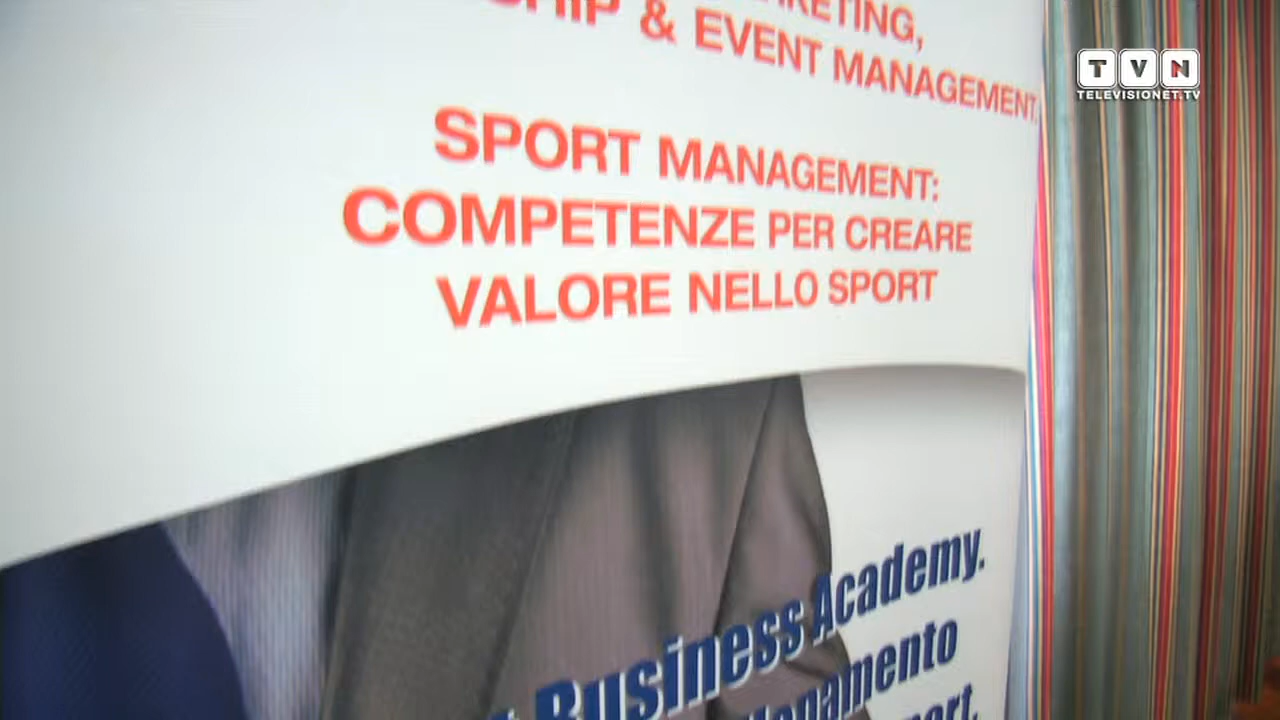 & EVENT MANAGEMENT.
SPORT MANAGEMENT:
COMPETENZE PER CREARE
VALORE NELLO SPORT
Business Academy.
TVN
TELEVISIONET.TV